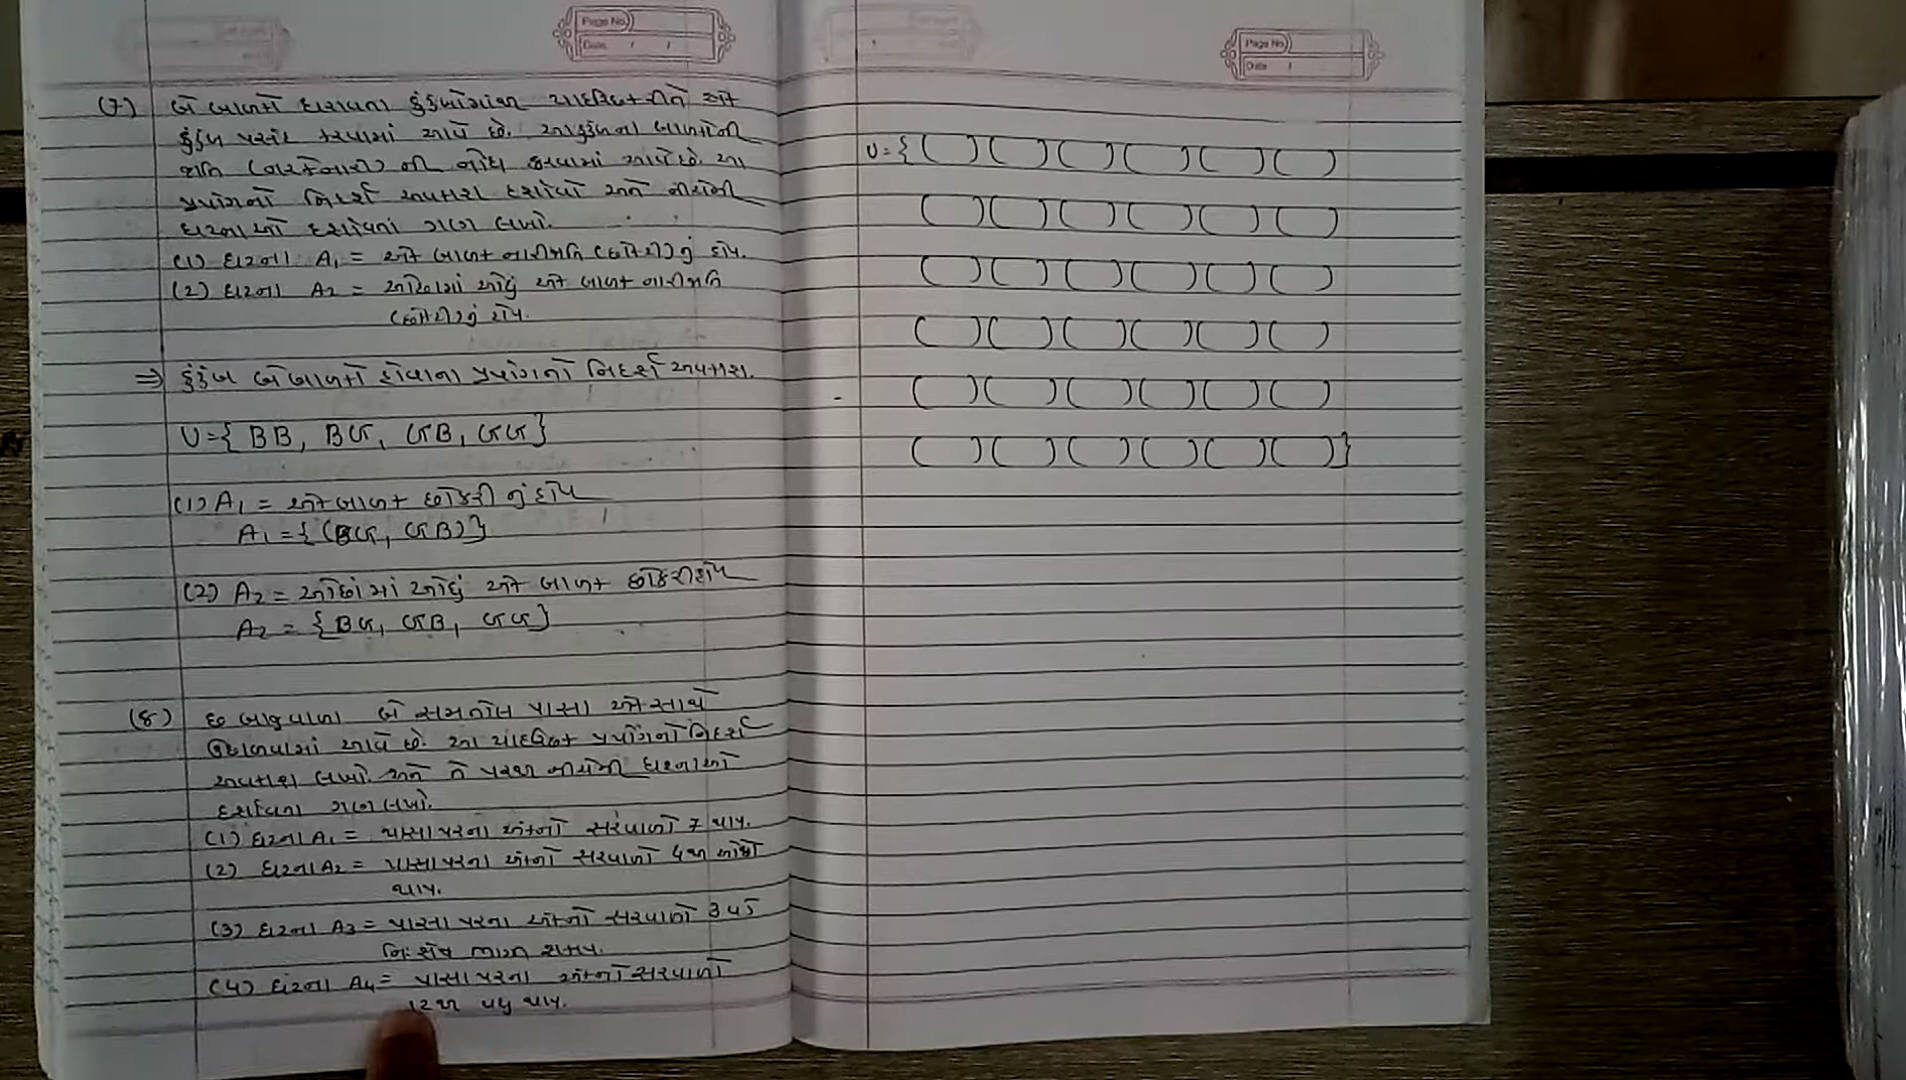 Page No.
Date / /
Page No.
Date /
(7) બે બાળકો ધરાવતા કુટુંબોમાંથી યાદચ્છિક રીતે એક
કુટુંબ પસંદ કરવામાં આવે છે. આ કુટુંબના બાળકોની
જાતિ (નર કે નારી) ની નોંધ કરવામાં આવે છે. આ
પ્રયોગનો નિદર્શ અવકાશ દર્શાવો અને નીચેની
ઘટનાઓ દર્શાવતાં ગણ લખો.
(1) ઘટના A₁ = એક બાળક નારીજાતિ (છોકરી) નું હોય.
(2) ઘટના A₂ = ઓછામાં ઓછું એક બાળક નારીજાતિ
(છોકરી) નું હોય.
⇒ કુટુંબ બે બાળકો હોવાના પ્રયોગનો નિદર્શ અવકાશ.
U={ BB, BG, GB, GG}
(1) A₁ = એક બાળક છોકરી નું હોય
A₁ = {(BG, GB)}
(2) A₂ = ઓછાંમાં ઓછું એક બાળક છોકરી હોય
A₂ = {BG, GB, GG}
(8) છ બાજુવાળા બે સમતોલ પાસા એક સાથે
ઉછાળવામાં આવે છે. આ યાદચ્છિક પ્રયોગનો નિદર્શ
અવકાશ લખો. અને તે પરથી નીચેની ઘટનાઓ
દર્શાવતા ગણ લખો.
(1) ઘટના A₁ = પાસા પરના અંકનો સરવાળો 7 થાય.
(2) ઘટના A₂ = પાસા પરના અંકનો સરવાળો 4થી ઓછો
થાય.
(3) ઘટના A3 = પાસા પરના અંકનો સરવાળો 3 વડે
નિ:શેષ ભાગી શકાય.
(4) ઘટના A4 = પાસા પરના અંકનો સરવાળો
12થી વધુ થાય.
U={( )( )( )( )( )( )
( )( )( )( )( )( )
( )( )( )( )( )( )
( )( )( )( )( )( )
( )( )( )( )( )( )
( )( )( )( )( )( )}